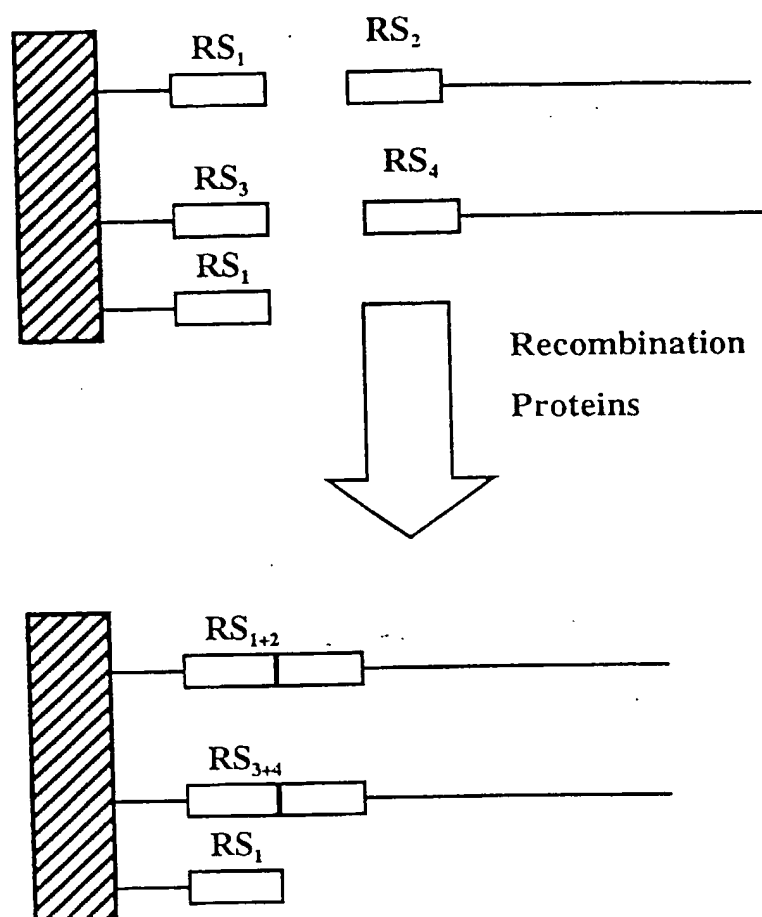 RS₁ RS₂
RS₃ RS₄
RS₁
Recombination
Proteins
RS₁₊₂
RS₃₊₄
RS₁